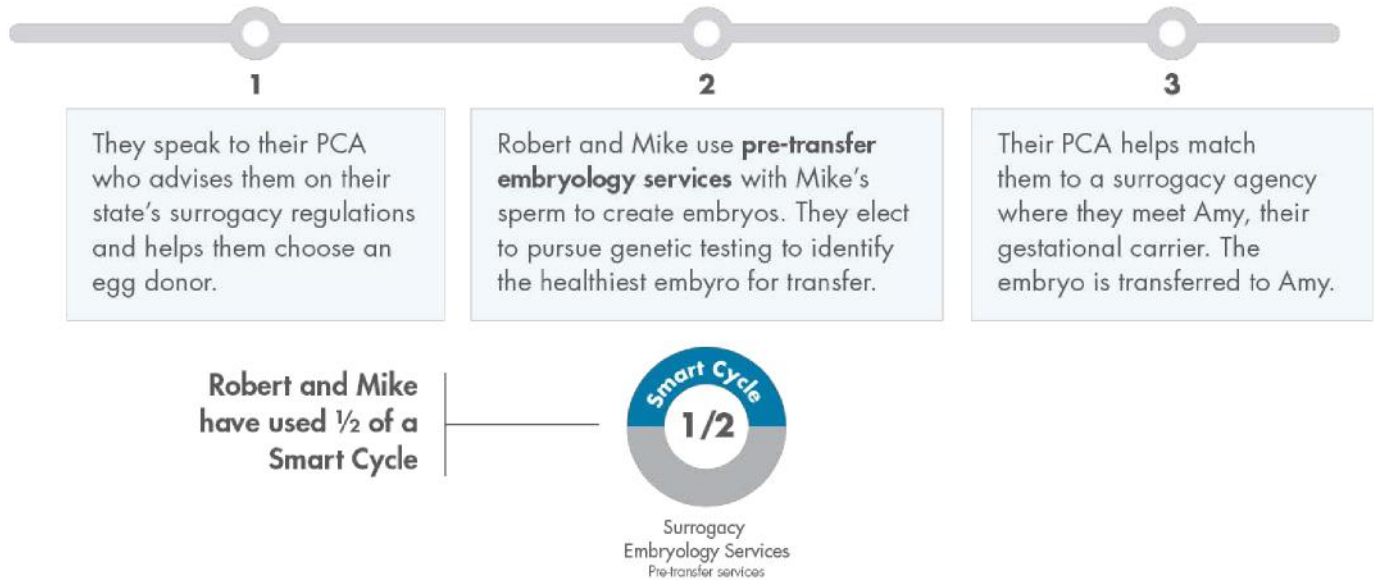 1
They speak to their PCA
who advises them on their
state's surrogacy regulations
and helps them choose an
egg donor.
2
Robert and Mike use pre-transfer
embryology services with Mike's
sperm to create embryos. They elect
to pursue genetic testing to identify
the healthiest embyro for transfer.
3
Their PCA helps match
them to a surrogacy agency
where they meet Amy, their
gestational carrier. The
embryo is transferred to Amy.
Robert and Mike
have used ½ of a
Smart Cycle
Smart Cycle
1/2
Surrogacy
Embryology Services
Pre-transfer services